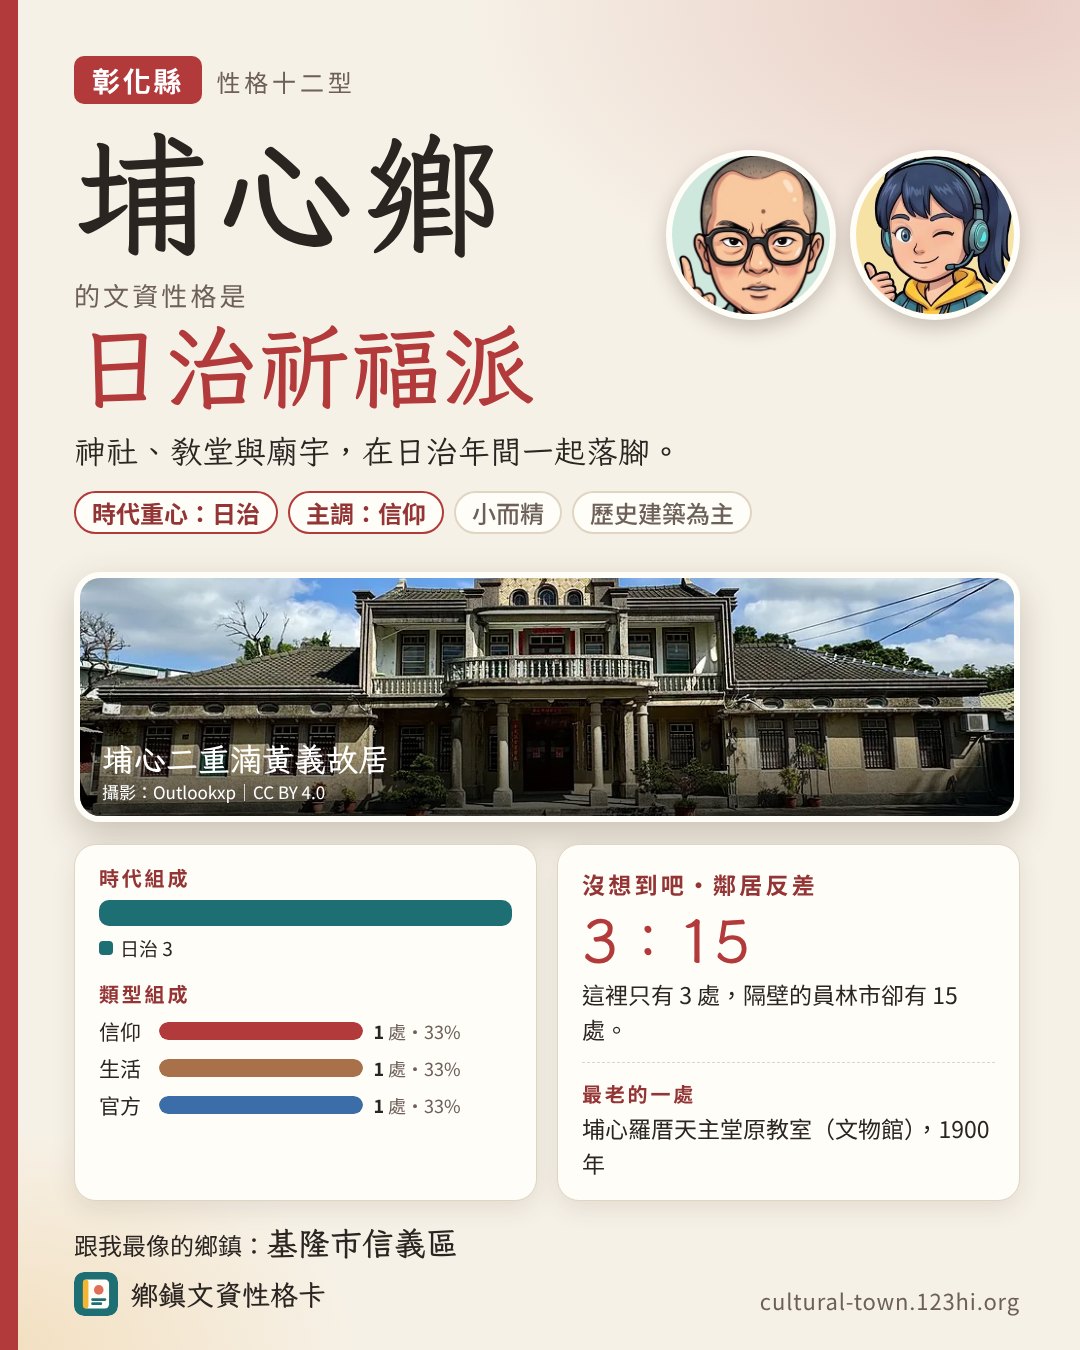 彰化縣 性格十二型
埔心鄉
的文資性格是
日治祈福派
神社、教堂與廟宇，在日治年間一起落腳。
時代重心：日治 主調：信仰 小而精 歷史建築為主
埔心二重湳黃義故居
攝影：Outlookxp｜CC BY 4.0
時代組成
日治 3
類型組成
信仰 1 處・33%
生活 1 處・33%
官方 1 處・33%
沒想到吧・鄰居反差
3：15
這裡只有 3 處，隔壁的員林市卻有 15
處。
最老的一處
埔心羅厝天主堂原教室（文物館），1900
年
跟我最像的鄉鎮：基隆市信義區
鄉鎮文資性格卡
cultural-town.123hi.org